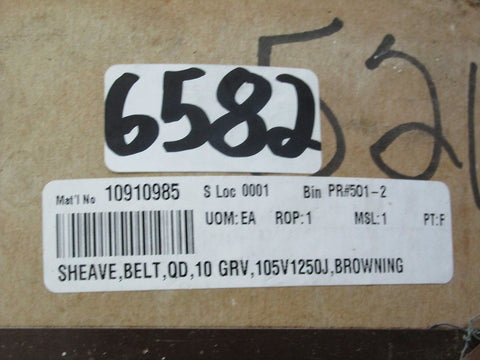 6582
52
Mat'l No 10910985 S Loc 0001 Bin PR#501-2
UOM:EA ROP:1 MSL:1 PT:F
SHEAVE,BELT,QD,10 GRV,105V1250J,BROWNING